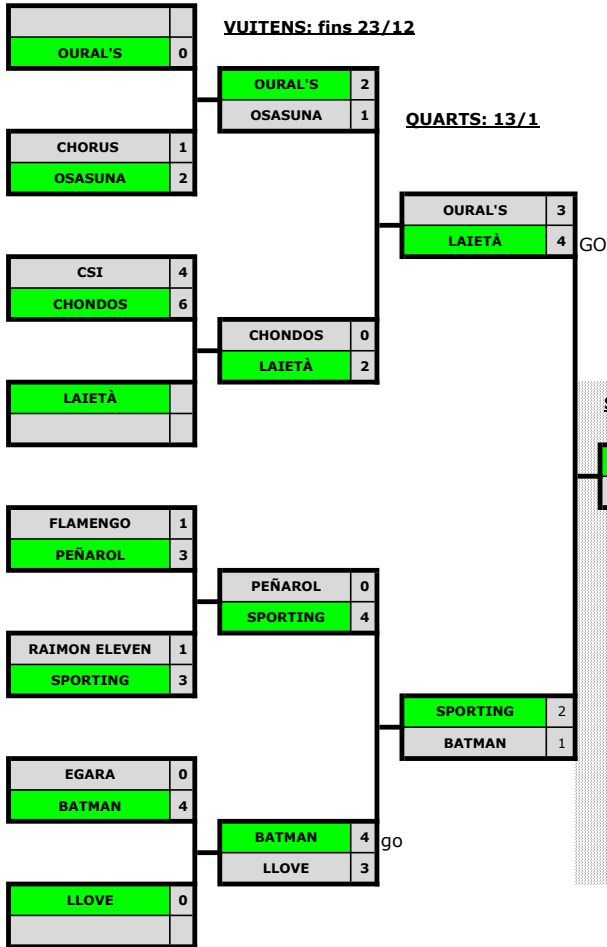 VUITENS: fins 23/12
OURAL'S 0
OURAL'S 2
OSASUNA 1
QUARTS: 13/1
CHORUS 1
OSASUNA 2
OURAL'S 3
LAIETÀ 4 GO
CSI 4
CHONDOS 6
CHONDOS 0
LAIETÀ 2
LAIETÀ
FLAMENGO 1
PEÑAROL 3
PEÑAROL 0
SPORTING 4
RAIMON ELEVEN 1
SPORTING 3
SPORTING 2
BATMAN 1
EGARA 0
BATMAN 4
BATMAN 4 go
LLOVE 3
LLOVE 0